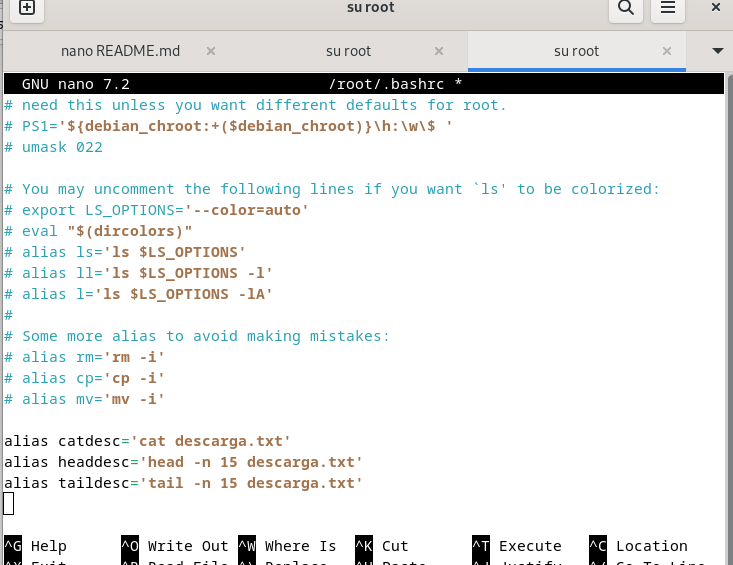 su root
nano README.md × su root × su root ×
GNU nano 7.2 /root/.bashrc *
# need this unless you want different defaults for root.
# PS1='${debian_chroot:+($debian_chroot)}\h:\w\$ '
# umask 022
# You may uncomment the following lines if you want `ls' to be colorized:
# export LS_OPTIONS='--color=auto'
# eval "$(dircolors)"
# alias ls='ls $LS_OPTIONS'
# alias ll='ls $LS_OPTIONS -l'
# alias l='ls $LS_OPTIONS -lA'
#
# Some more alias to avoid making mistakes:
# alias rm='rm -i'
# alias cp='cp -i'
# alias mv='mv -i'
alias catdesc='cat descarga.txt'
alias headdesc='head -n 15 descarga.txt'
alias taildesc='tail -n 15 descarga.txt'
^G Help ^O Write Out ^W Where Is ^K Cut ^T Execute ^C Location